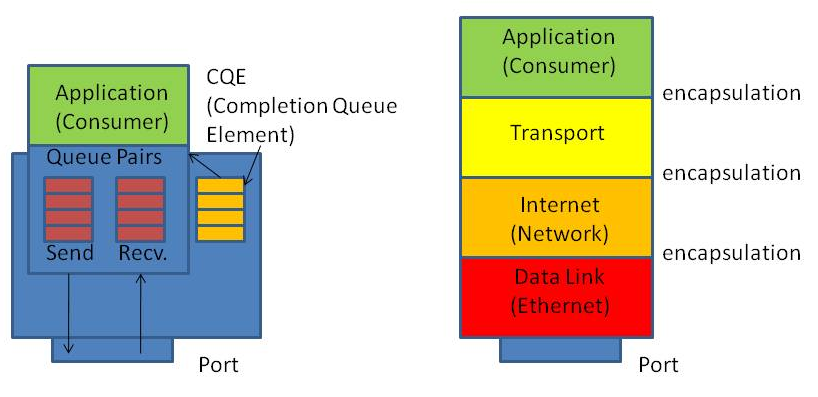 Application
(Consumer)
CQE
(Completion Queue
Element)
Queue Pairs
Send Recv.
Port
Application
(Consumer)
encapsulation
Transport
encapsulation
Internet
(Network)
encapsulation
Data Link
(Ethernet)
Port